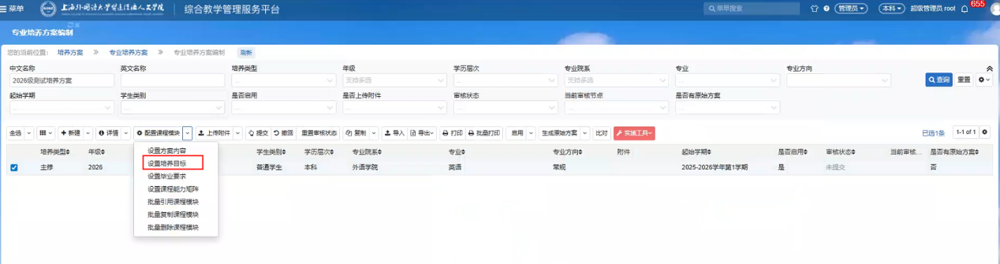 菜单 上海外国语大学贤达经济人文学院 综合教学管理服务平台 菜单搜索 管理员 本科 超级管理员 root 655
专业培养方案编制
您的当前位置: 培养方案 专业培养方案 专业培养方案编制 刷新
中文名称 英文名称 培养类型 年级 学历层次 专业院系 专业 专业方向
2026级测试培养方案 ... 支持多选 ... 支持多选 ... 查询 重置
起始学期 学生类别 是否启用 是否上传附件 审核状态 当前审核节点 是否有原始方案
全选 新建 详情 配置课程模块 上传附件 提交 撤回 重置审核状态 复制 导入 导出 打印 批量打印 启用 生成原始方案 比对 实施工具 已选1条 1-1 of 1
培养类型 年级 学生类别 学历层次 专业院系 专业 专业方向 附件 起始学期 是否启用 审核状态 当前审核... 是否有原始方案
主修 2026 普通学生 本科 外语学院 英语 常规 2025-2026学年第1学期 是 未提交 否
设置方案内容
设置培养目标
设置毕业要求
设置课程能力矩阵
批量引用课程模块
批量复制课程模块
批量删除课程模块